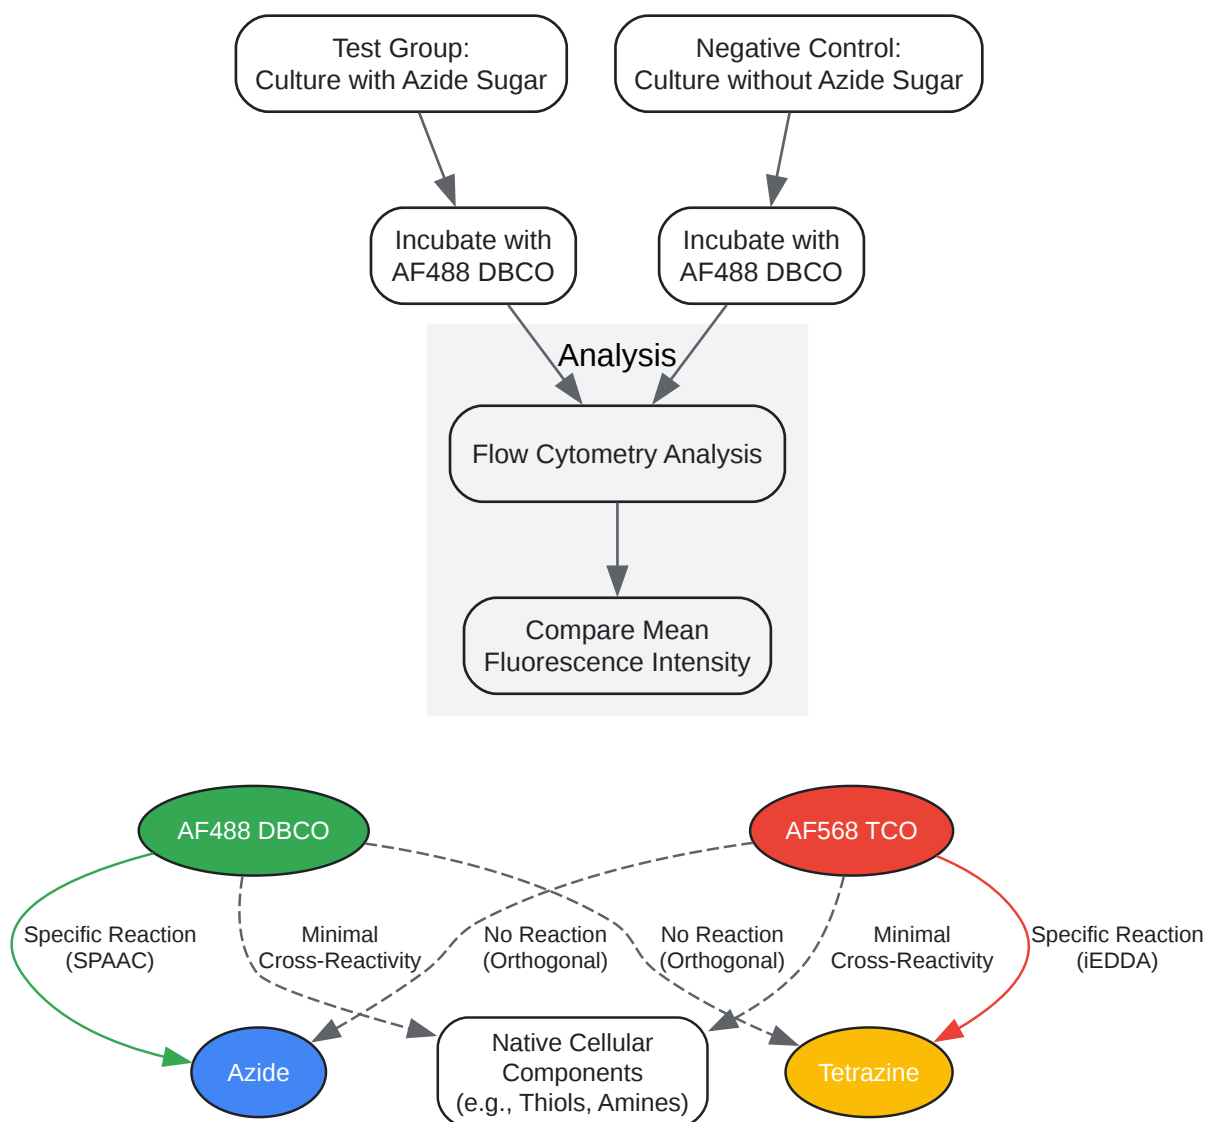 Test Group:
Culture with Azide Sugar
Negative Control:
Culture without Azide Sugar
Incubate with
AF488 DBCO
Incubate with
AF488 DBCO
Analysis
Flow Cytometry Analysis
Compare Mean
Fluorescence Intensity
AF488 DBCO
AF568 TCO
Specific Reaction
(SPAAC)
Minimal
Cross-Reactivity
No Reaction
(Orthogonal)
No Reaction
(Orthogonal)
Minimal
Cross-Reactivity
Specific Reaction
(iEDDA)
Azide
Native Cellular
Components
(e.g., Thiols, Amines)
Tetrazine